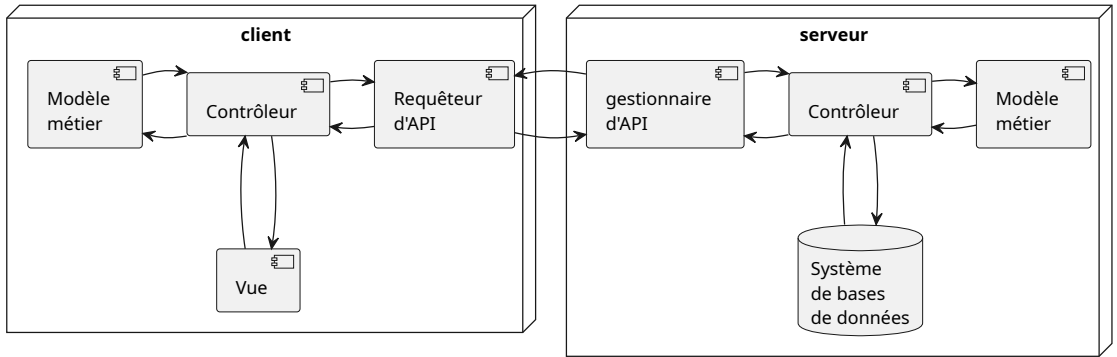 client
Modèle
métier
Contrôleur
Requêteur
d'API
Vue
serveur
gestionnaire
d'API
Contrôleur
Modèle
métier
Système
de bases
de données